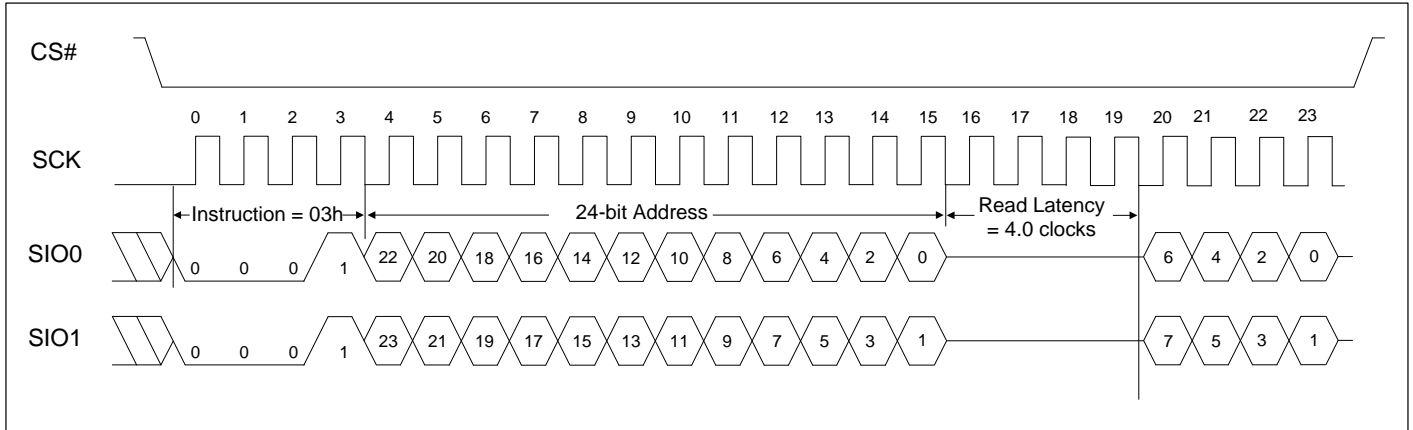 CS#
0 1 2 3 4 5 6 7 8 9 10 11 12 13 14 15 16 17 18 19 20 21 22 23
SCK
Instruction = 03h 24-bit Address Read Latency
= 4.0 clocks
SIO0 0 0 0 1 22 20 18 16 14 12 10 8 6 4 2 0 6 4 2 0
SIO1 0 0 0 1 23 21 19 17 15 13 11 9 7 5 3 1 7 5 3 1